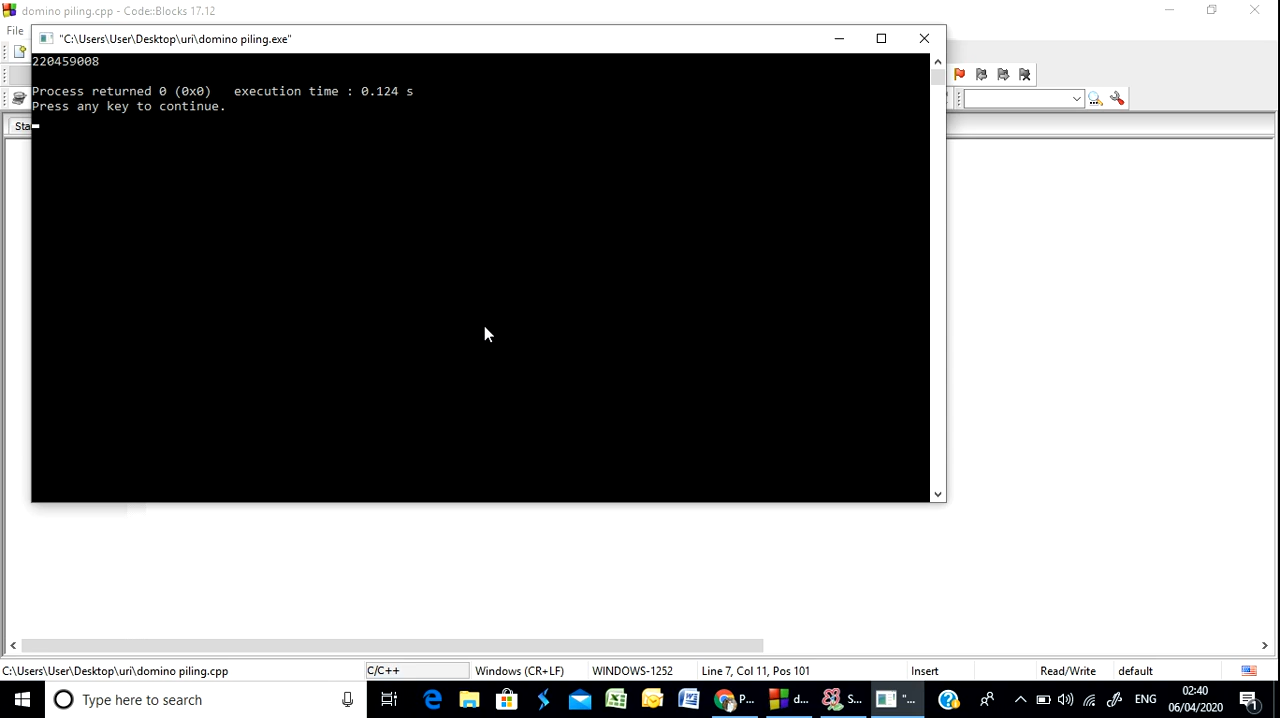 domino piling.cpp - Code::Blocks 17.12
File
"C:\Users\User\Desktop\uri\domino piling.exe"
220459008
Process returned 0 (0x0)   execution time : 0.124 s
Press any key to continue.
Sta
C:\Users\User\Desktop\uri\domino piling.cpp
C/C++
Windows (CR+LF)
WINDOWS-1252
Line 7, Col 11, Pos 101
Insert
Read/Write
default
Type here to search
P...
d...
S...
"...
ENG
02:40
06/04/2020
1